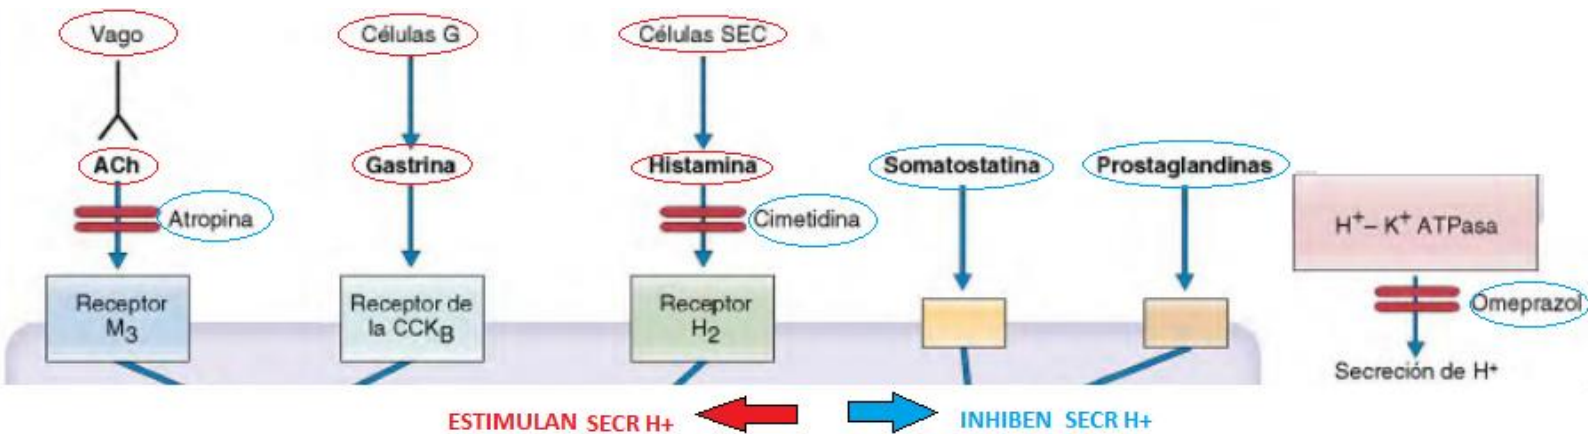 Vago
Células G
Células SEC
ACh
Gastrina
Histamina
Somatostatina
Prostaglandinas
Atropina
Cimetidina
H⁺– K⁺ ATPasa
Omeprazol
Receptor
M₃
Receptor de
la CCK_B
Receptor
H₂
Secreción de H⁺
ESTIMULAN SECR H+
INHIBEN SECR H+